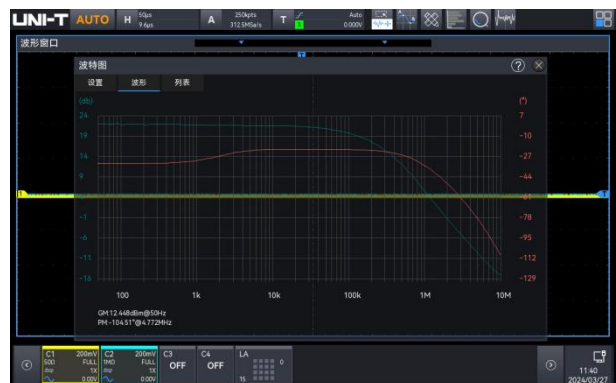 UNI-T AUTO H 50μs 9.6μs A 250kpts 312.5MSa/s T 1 Auto 0.000V
波形窗口
T
波特图 ? ×
设置 波形 列表
(db) (°)
24 7
19 -10
14 -27
9 -44
1 -61 T
-1 -78
-6 -95
-11 -112
-16 -129
100 1k 10k 100k 1M 10M
GM:12.448dBm@50Hz
PM:-104.51°@4.772MHz
C1 200mV C2 200mV C3 C4 LA
50Ω FULL 1MΩ FULL OFF OFF 0
1X 1X 11:40
0.00V 0.00V 15 2024/03/27